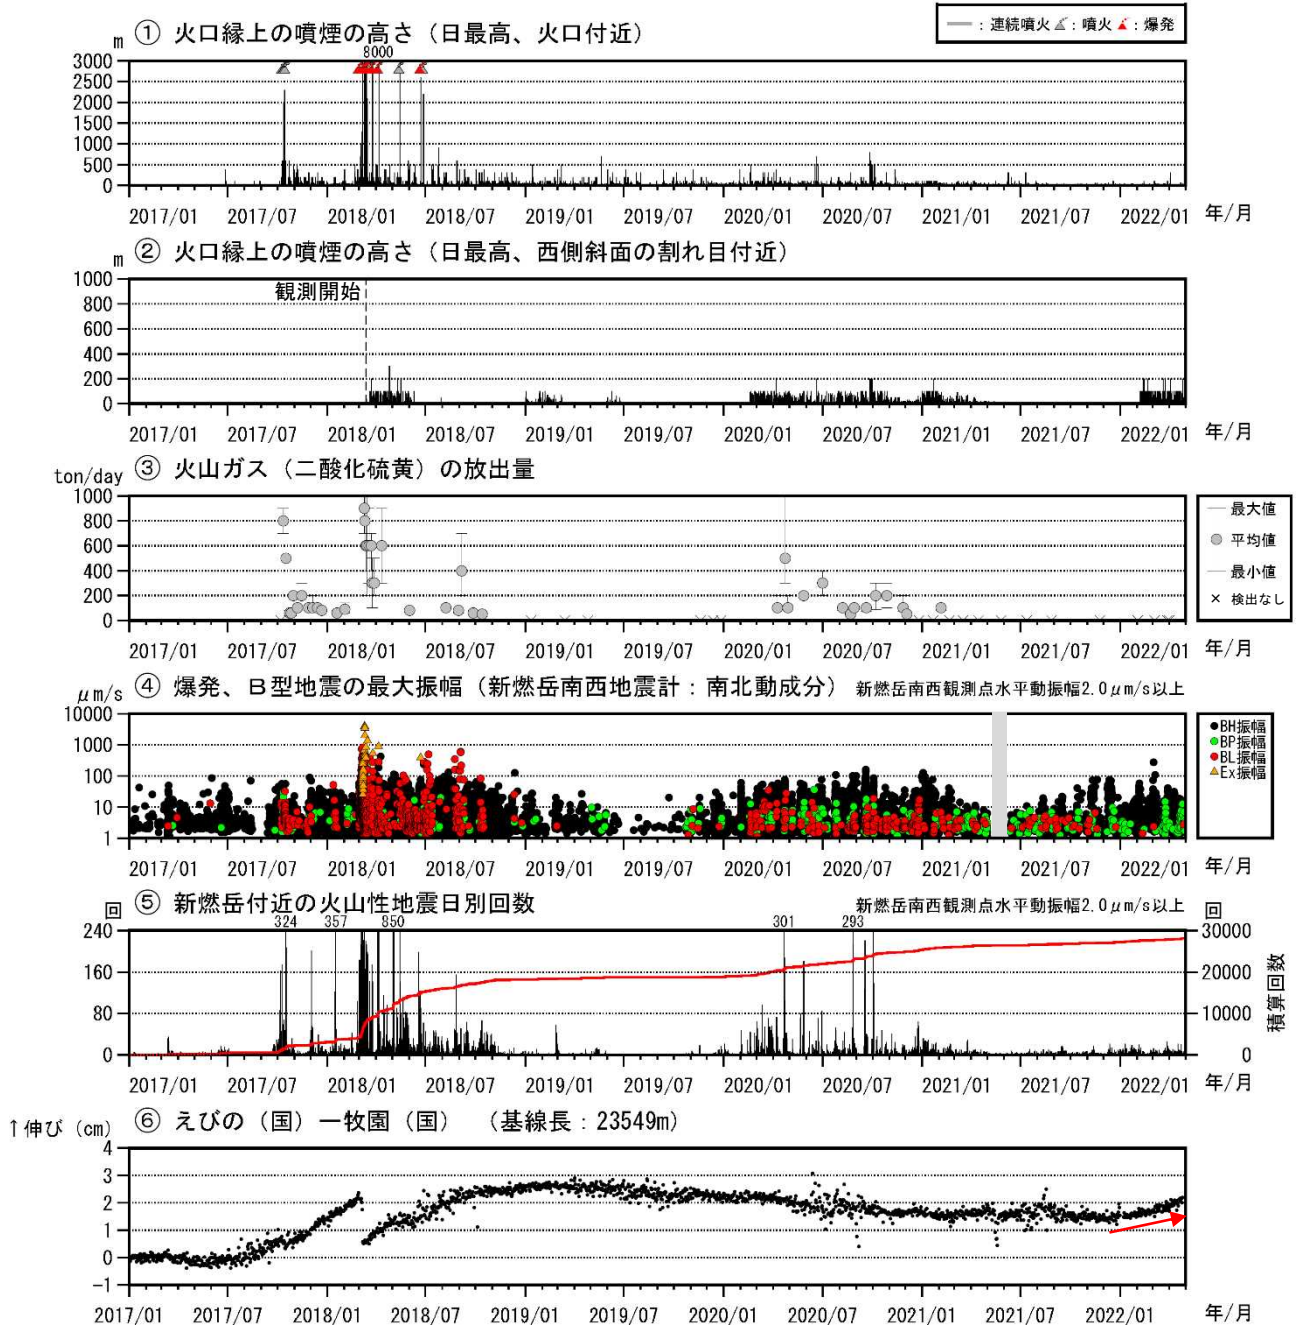 ━ : 連続噴火 : 噴火 : 爆発
① 火口縁上の噴煙の高さ（日最高、火口付近）
m
8000
3000
2500
2000
1500
1000
500
0
2017/01 2017/07 2018/01 2018/07 2019/01 2019/07 2020/01 2020/07 2021/01 2021/07 2022/01 年/月
② 火口縁上の噴煙の高さ（日最高、西側斜面の割れ目付近）
m
1000
800
600
400
200
0
観測開始
2017/01 2017/07 2018/01 2018/07 2019/01 2019/07 2020/01 2020/07 2021/01 2021/07 2022/01 年/月
③ 火山ガス（二酸化硫黄）の放出量
ton/day
1000
800
600
400
200
0
最大値
平均値
最小値
× 検出なし
2017/01 2017/07 2018/01 2018/07 2019/01 2019/07 2020/01 2020/07 2021/01 2021/07 2022/01 年/月
④ 爆発、B型地震の最大振幅（新燃岳南西地震計：南北動成分） 新燃岳南西観測点水平動振幅2.0μm/s以上
μm/s
10000
1000
100
10
1
●BH振幅
●BP振幅
●BL振幅
▲Ex振幅
2017/01 2017/07 2018/01 2018/07 2019/01 2019/07 2020/01 2020/07 2021/01 2021/07 2022/01 年/月
⑤ 新燃岳付近の火山性地震日別回数 新燃岳南西観測点水平動振幅2.0μm/s以上
回
324 357 850 301 293
回
240
160
80
0
30000
20000
10000
0
積算回数
2017/01 2017/07 2018/01 2018/07 2019/01 2019/07 2020/01 2020/07 2021/01 2021/07 2022/01 年/月
⑥ えびの（国）－牧園（国） （基線長：23549m）
↑伸び（cm）
4
3
2
1
0
-1
2017/01 2017/07 2018/01 2018/07 2019/01 2019/07 2020/01 2020/07 2021/01 2021/07 2022/01 年/月